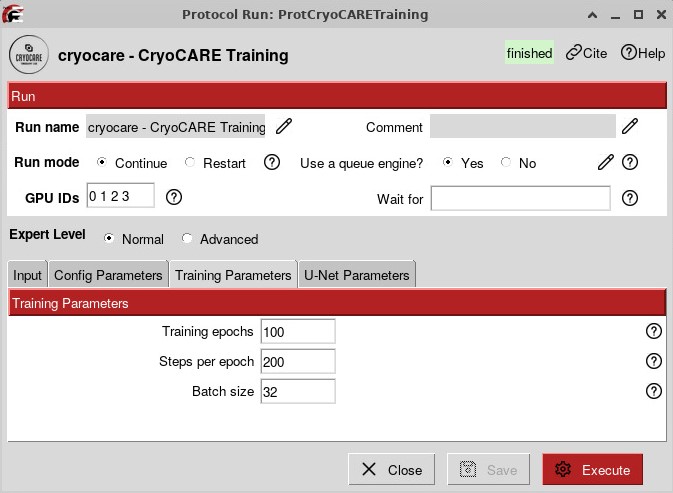 Protocol Run: ProtCryoCARETraining
CRYOCARE
cryocare - CryoCARE Training
finished
Cite
Help
Run
Run name cryocare - CryoCARE Training Comment
Run mode Continue Restart Use a queue engine? Yes No
GPU IDs 0 1 2 3 Wait for
Expert Level Normal Advanced
Input Config Parameters Training Parameters U-Net Parameters
Training Parameters
Training epochs 100
Steps per epoch 200
Batch size 32
Close Save Execute